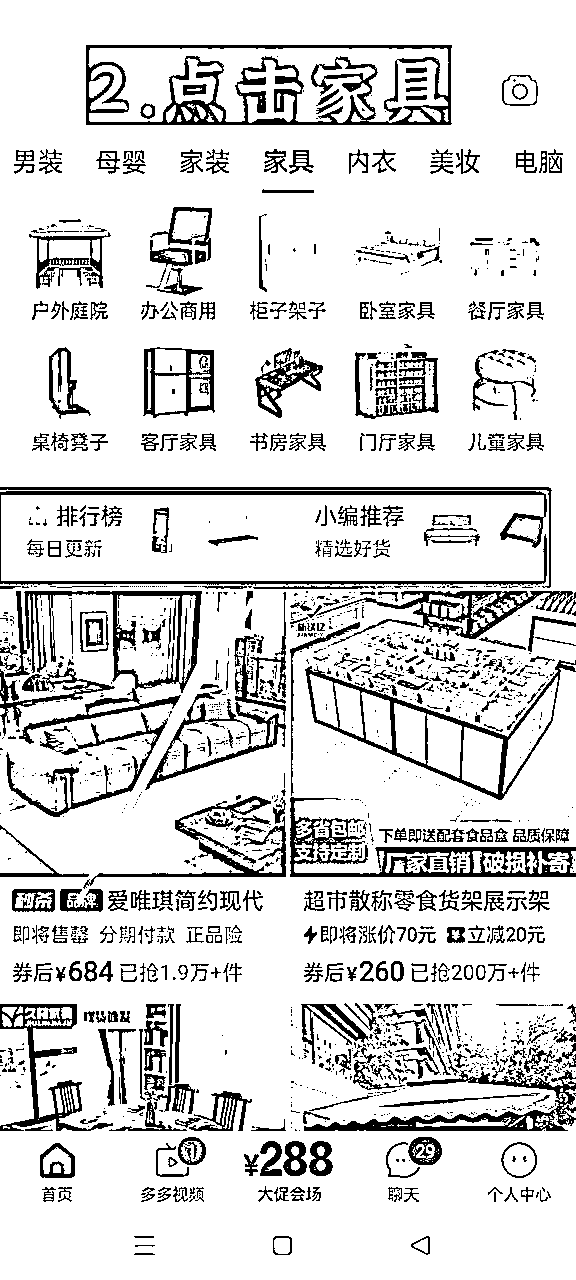 2.点击家具
男装 母婴 家装 家具 内衣 美妆 电脑
户外庭院 办公商用 柜子架子 卧室家具 餐厅家具
桌椅凳子 客厅家具 书房家具 门厅家具 儿童家具
排行榜 小编推荐
每日更新 精选好货
多省包邮
支持定制
下单即送配套食品盒 品质保障
厂家直销 破损补寄
品牌 爱唯琪简约现代
即将售罄 分期付款 正品险
券后¥684 已抢1.9万+件
超市散称零食货架展示架
即将涨价70元 立减20元
券后¥260 已抢200万+件
¥288
首页 多多视频 大促会场 聊天 个人中心